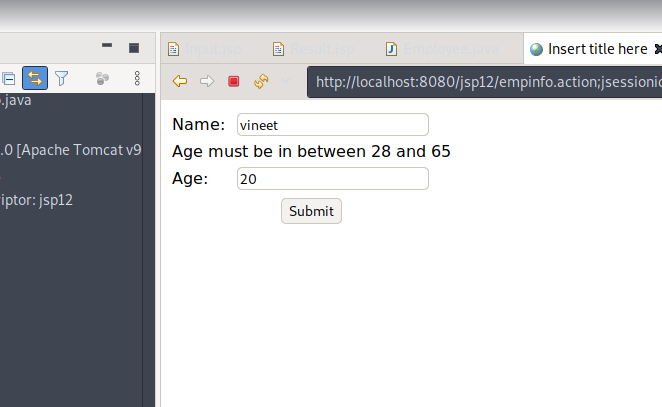 Input.jsp Result.jsp Employee.java Insert title here
http://localhost:8080/jsp12/empinfo.action;jsessionid
.java
.0 [Apache Tomcat v9
iptor: jsp12
Name: vineet
Age must be in between 28 and 65
Age: 20
Submit